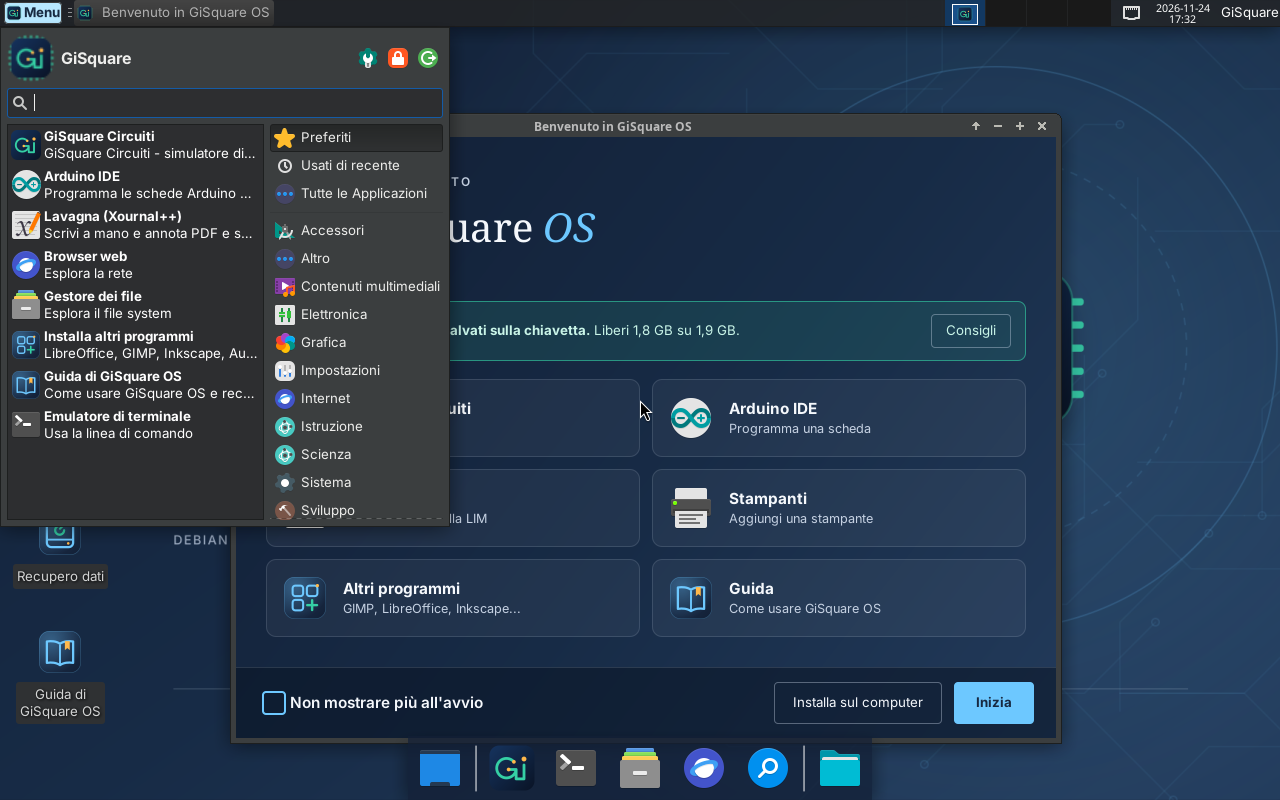 Menu
Benvenuto in GiSquare OS
2026-11-24
17:32
GiSquare
GiSquare
GiSquare Circuiti
GiSquare Circuiti - simulatore di...
Arduino IDE
Programma le schede Arduino ...
Lavagna (Xournal++)
Scrivi a mano e annota PDF e s...
Browser web
Esplora la rete
Gestore dei file
Esplora il file system
Installa altri programmi
LibreOffice, GIMP, Inkscape, Au...
Guida di GiSquare OS
Come usare GiSquare OS e rec...
Emulatore di terminale
Usa la linea di comando
Preferiti
Usati di recente
Tutte le Applicazioni
Accessori
Altro
Contenuti multimediali
Elettronica
Grafica
Impostazioni
Internet
Istruzione
Scienza
Sistema
Sviluppo
Benvenuto in GiSquare OS
TO
uare OS
alvati sulla chiavetta. Liberi 1,8 GB su 1,9 GB.
Consigli
uiti
Arduino IDE
Programma una scheda
lla LIM
Stampanti
Aggiungi una stampante
Altri programmi
GIMP, LibreOffice, Inkscape...
Guida
Come usare GiSquare OS
Non mostrare più all'avvio
Installa sul computer
Inizia
DEBIAN
Recupero dati
Guida di
GiSquare OS